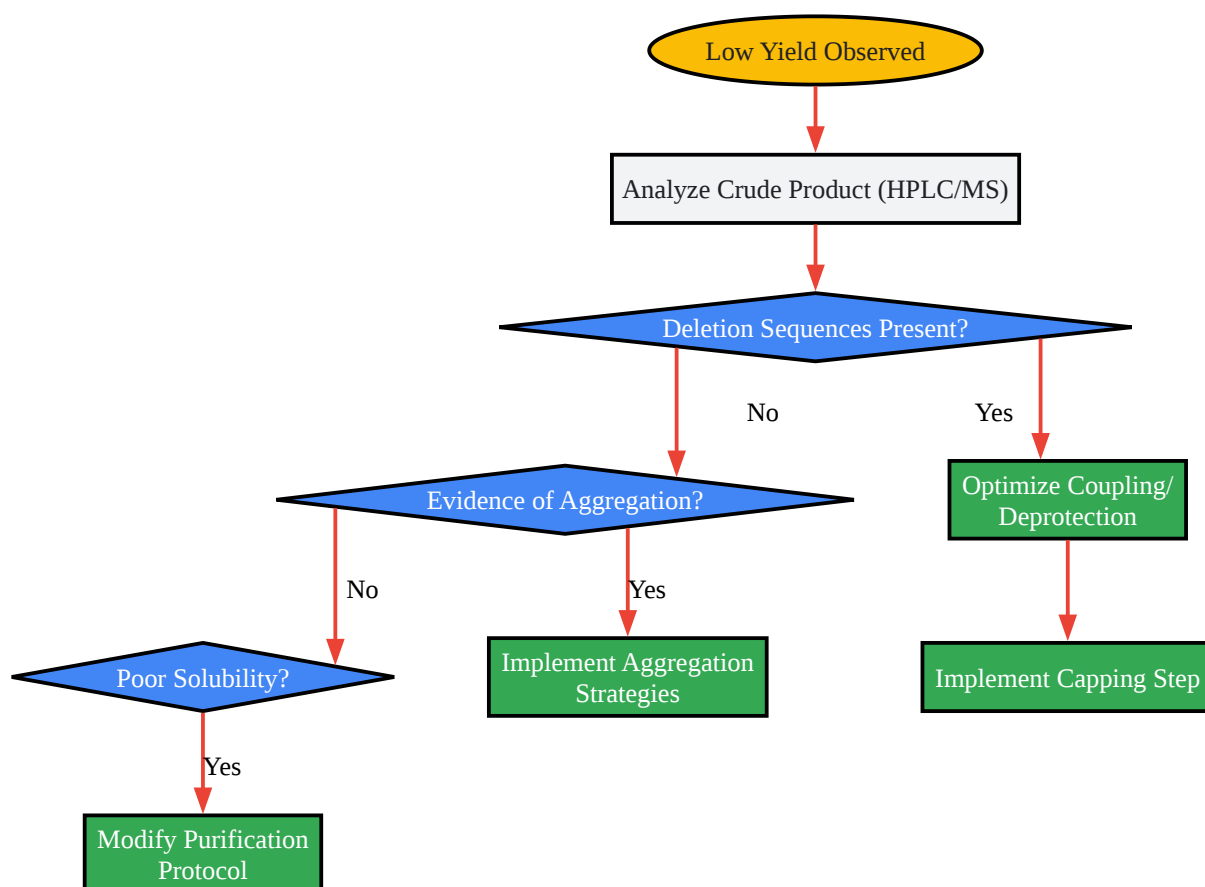 Low Yield Observed
Analyze Crude Product (HPLC/MS)
Deletion Sequences Present?
No
Yes
Evidence of Aggregation?
Optimize Coupling/
Deprotection
No
Yes
Poor Solubility?
Implement Aggregation
Strategies
Implement Capping Step
Yes
Modify Purification
Protocol